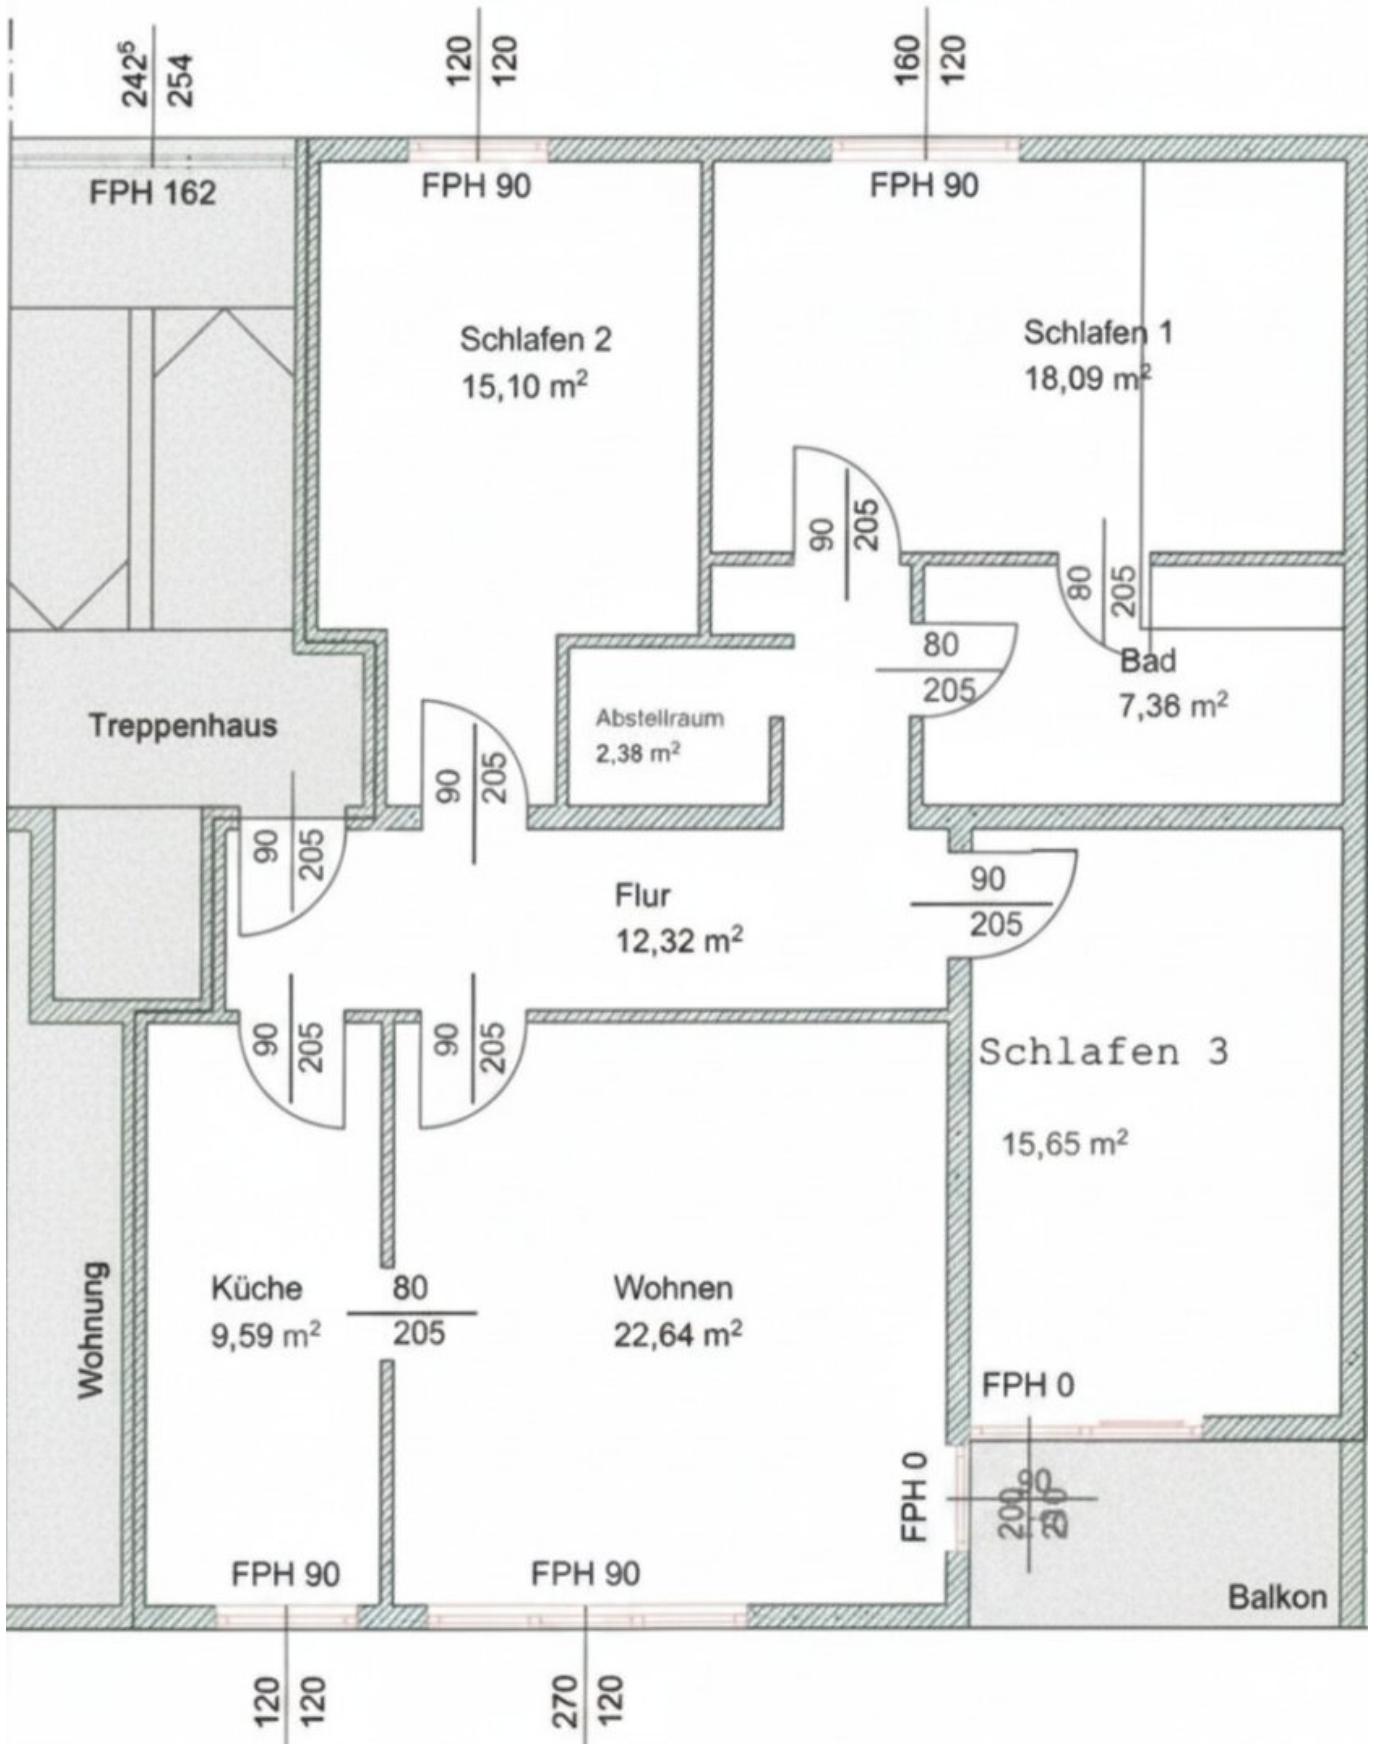 242⁵
254
120
120
160
120
FPH 162
FPH 90
FPH 90
Schlafen 2
15,10 m²
Schlafen 1
18,09 m²
90
205
90
205
80
205
Bad
7,36 m²
Abstellraum
2,38 m²
Treppenhaus
90
205
90
205
Flur
12,32 m²
90
205
90
205
90
205
Schlafen 3
15,65 m²
Küche
9,59 m²
80
205
Wohnen
22,64 m²
Wohnung
FPH 0
FPH 0
90
200
FPH 90
FPH 90
Balkon
120
120
270
120